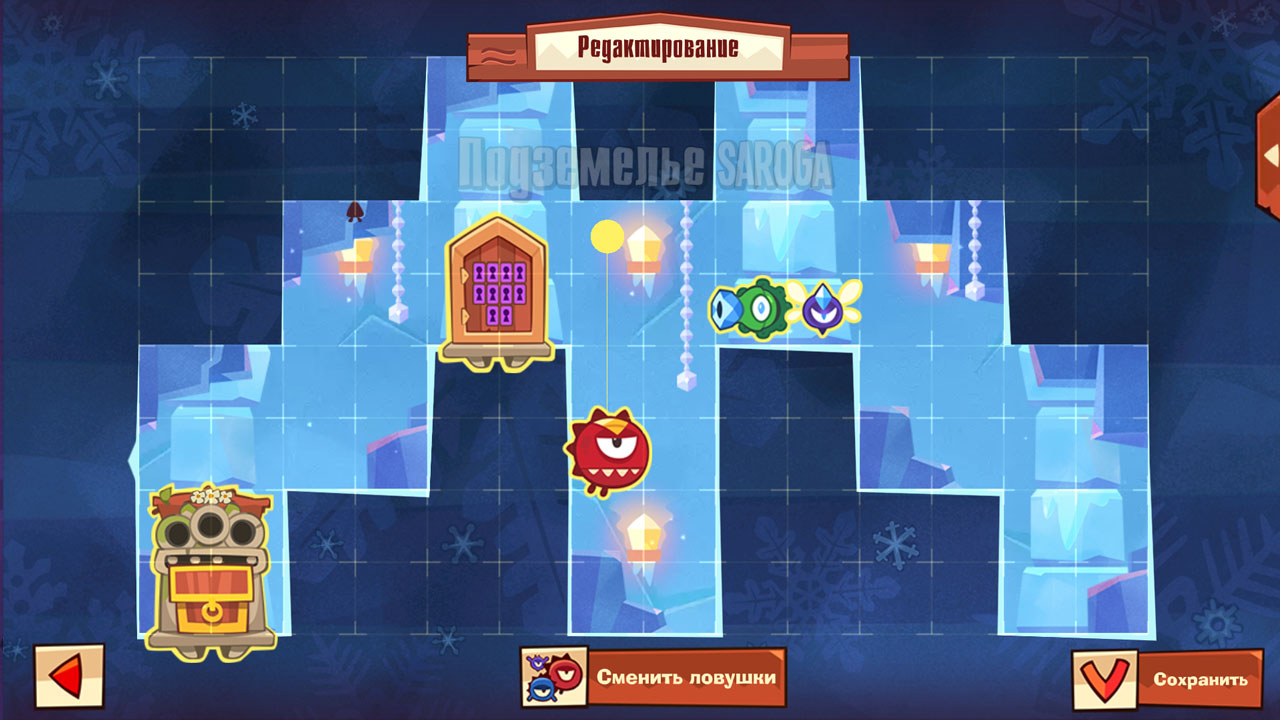 Редактирование
Подземелье SAROGA
Сменить ловушки
Сохранить